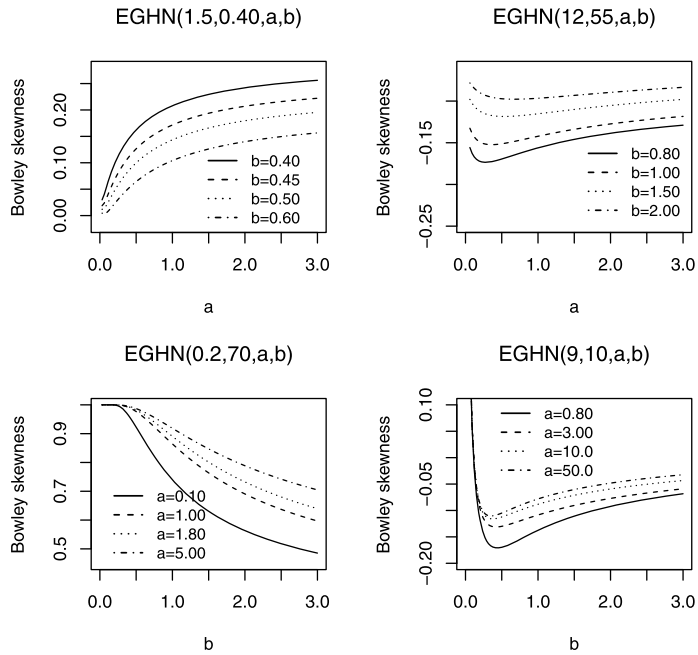 EGHN(1.5,0.40,a,b)
Bowley skewness
0.00 0.10 0.20
b=0.40
b=0.45
b=0.50
b=0.60
0.0 1.0 2.0 3.0
a
EGHN(12,55,a,b)
Bowley skewness
−0.25 −0.15
b=0.80
b=1.00
b=1.50
b=2.00
0.0 1.0 2.0 3.0
a
EGHN(0.2,70,a,b)
Bowley skewness
0.5 0.7 0.9
a=0.10
a=1.00
a=1.80
a=5.00
0.0 1.0 2.0 3.0
b
EGHN(9,10,a,b)
Bowley skewness
−0.20 −0.05 0.10
a=0.80
a=3.00
a=10.0
a=50.0
0.0 1.0 2.0 3.0
b